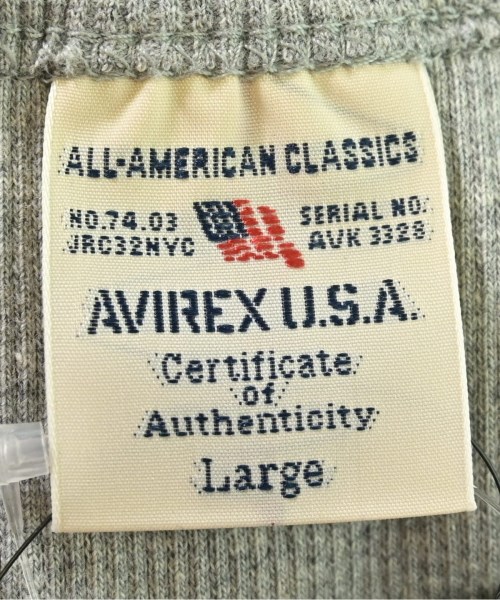 ALL-AMERICAN CLASSICS
NO.74.03 SERIAL NO.
JRC32NYC AVK 3328
AVIREX U.S.A.
Certificate
of
Authenticity
Large